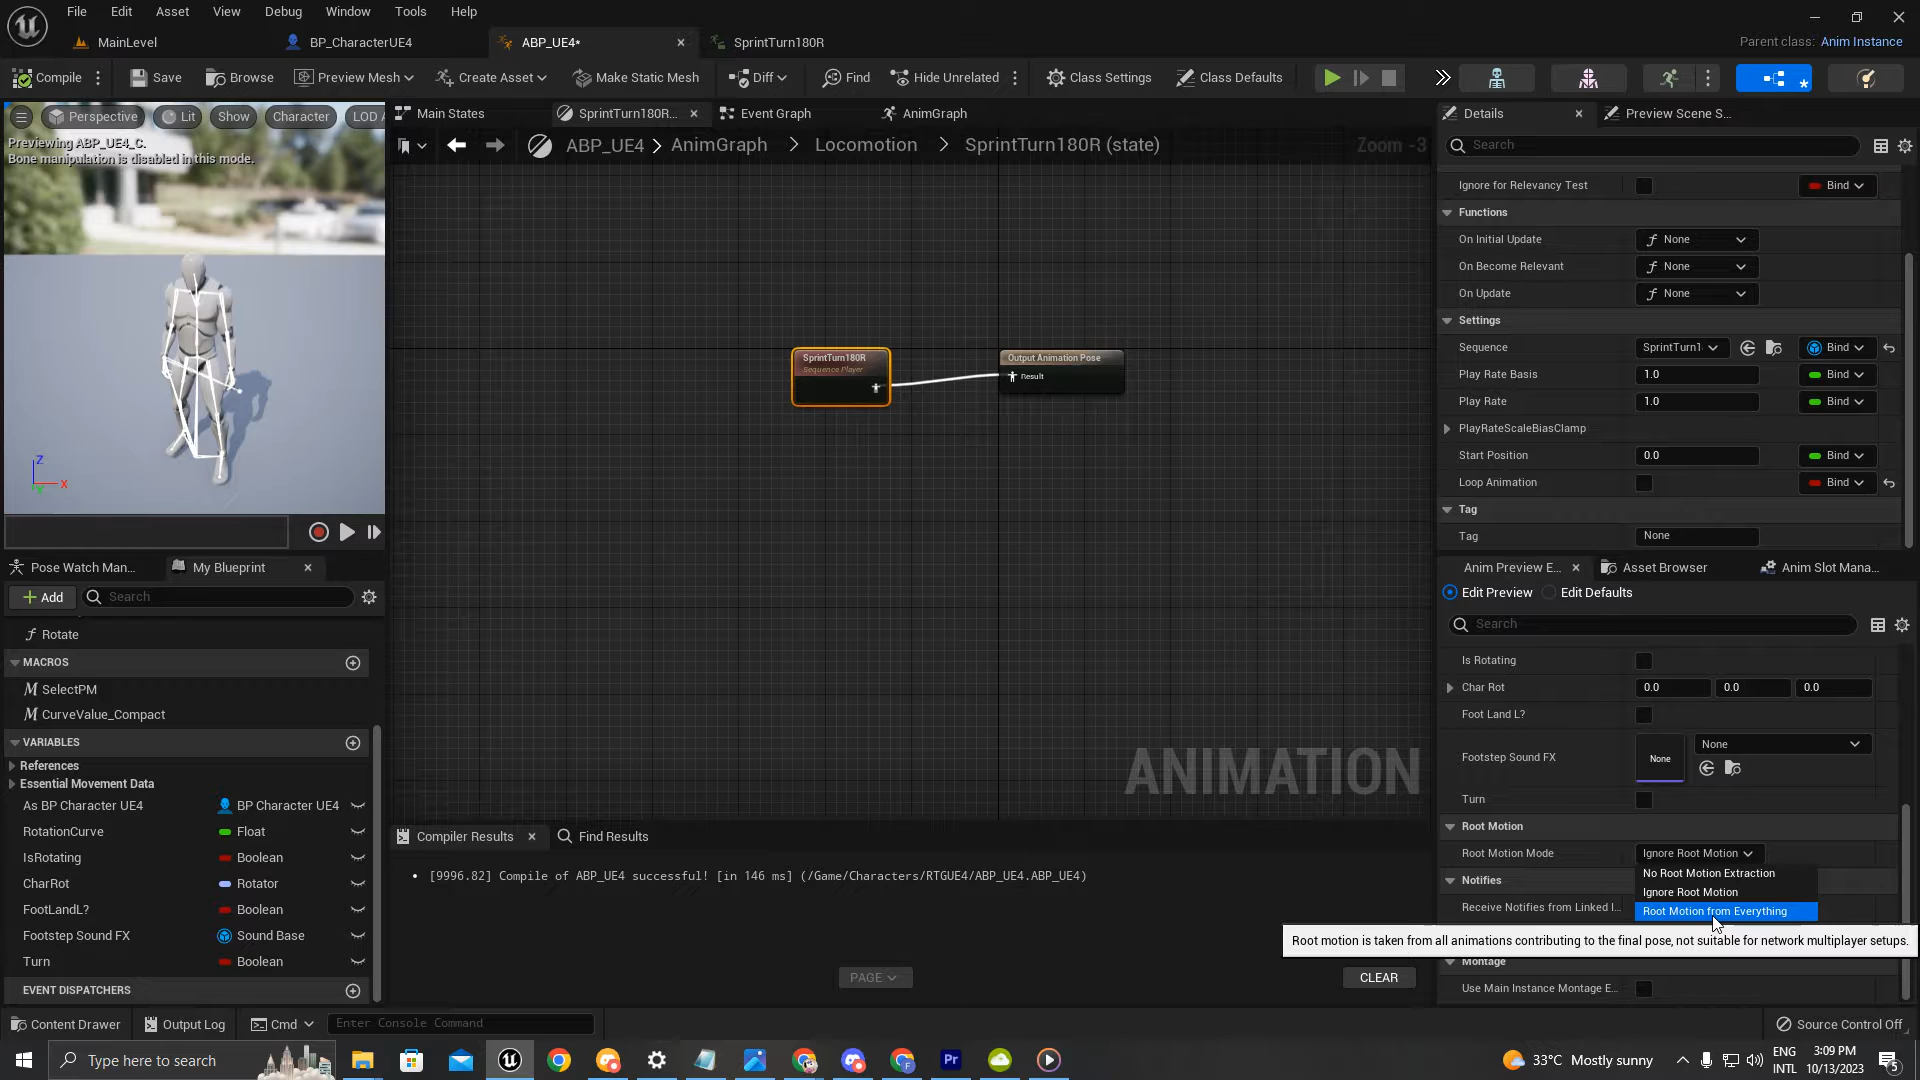 File Edit Asset View Debug Window Tools Help
MainLevel BP_CharacterUE4 ABP_UE4* SprintTurn180R
Parent class: Anim Instance
Compile Save Browse Preview Mesh Create Asset Make Static Mesh Diff Find Hide Unrelated Class Settings Class Defaults
Perspective Lit Show Character LOD A
Previewing ABP_UE4_C.
Bone manipulation is disabled in this mode.
Z
X
Y
Main States SprintTurn180R... Event Graph AnimGraph
ABP_UE4 > AnimGraph > Locomotion > SprintTurn180R (state) Zoom -3
SprintTurn180R
Sequence Player
Output Animation Pose
Result
ANIMATION
Compiler Results Find Results
• [9996.82] Compile of ABP_UE4 successful! [in 146 ms] (/Game/Characters/RTGUE4/ABP_UE4.ABP_UE4)
PAGE CLEAR
Pose Watch Man... My Blueprint
Add Search
f Rotate
MACROS
SelectPM
CurveValue_Compact
VARIABLES
References
Essential Movement Data
As BP Character UE4 BP Character UE4
RotationCurve Float
IsRotating Boolean
CharRot Rotator
FootLandL? Boolean
Footstep Sound FX Sound Base
Turn Boolean
EVENT DISPATCHERS
Details Preview Scene S...
Search
Ignore for Relevancy Test Bind
Functions
On Initial Update f None
On Become Relevant f None
On Update f None
Settings
Sequence SprintTurn1 Bind
Play Rate Basis 1.0 Bind
Play Rate 1.0 Bind
PlayRateScaleBiasClamp
Start Position 0.0 Bind
Loop Animation Bind
Tag
Tag None
Anim Preview E... Asset Browser Anim Slot Mana...
Edit Preview Edit Defaults
Search
Is Rotating
Char Rot 0.0 0.0 0.0
Foot Land L?
Footstep Sound FX None None
Turn
Root Motion
Root Motion Mode Ignore Root Motion
No Root Motion Extraction
Notifies Ignore Root Motion
Receive Notifies from Linked I... Root Motion from Everything
Root motion is taken from all animations contributing to the final pose, not suitable for network multiplayer setups.
Montage
Use Main Instance Montage E...
Content Drawer Output Log Cmd Enter Console Command Source Control Off
Type here to search Pr 33°C Mostly sunny ENG INTL 3:09 PM 10/13/2023 5